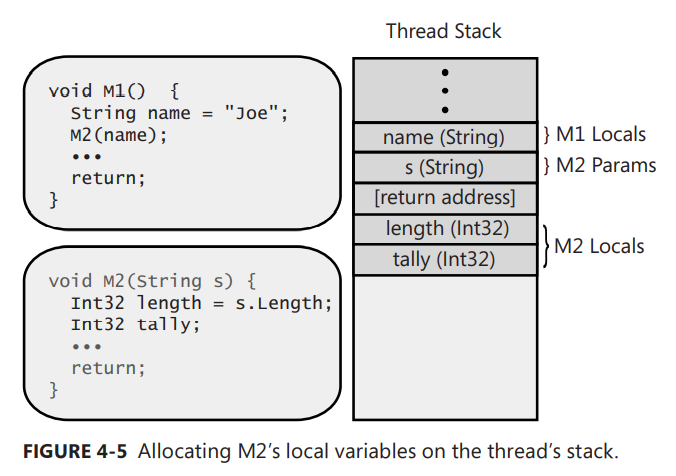 Thread Stack
void M1() {
String name = "Joe";
M2(name);
•••
return;
}
void M2(String s) {
Int32 length = s.Length;
Int32 tally;
•••
return;
}
•
•
•
name (String)
} M1 Locals
s (String)
} M2 Params
[return address]
length (Int32)
tally (Int32)
} M2 Locals
FIGURE 4-5 Allocating M2’s local variables on the thread’s stack.